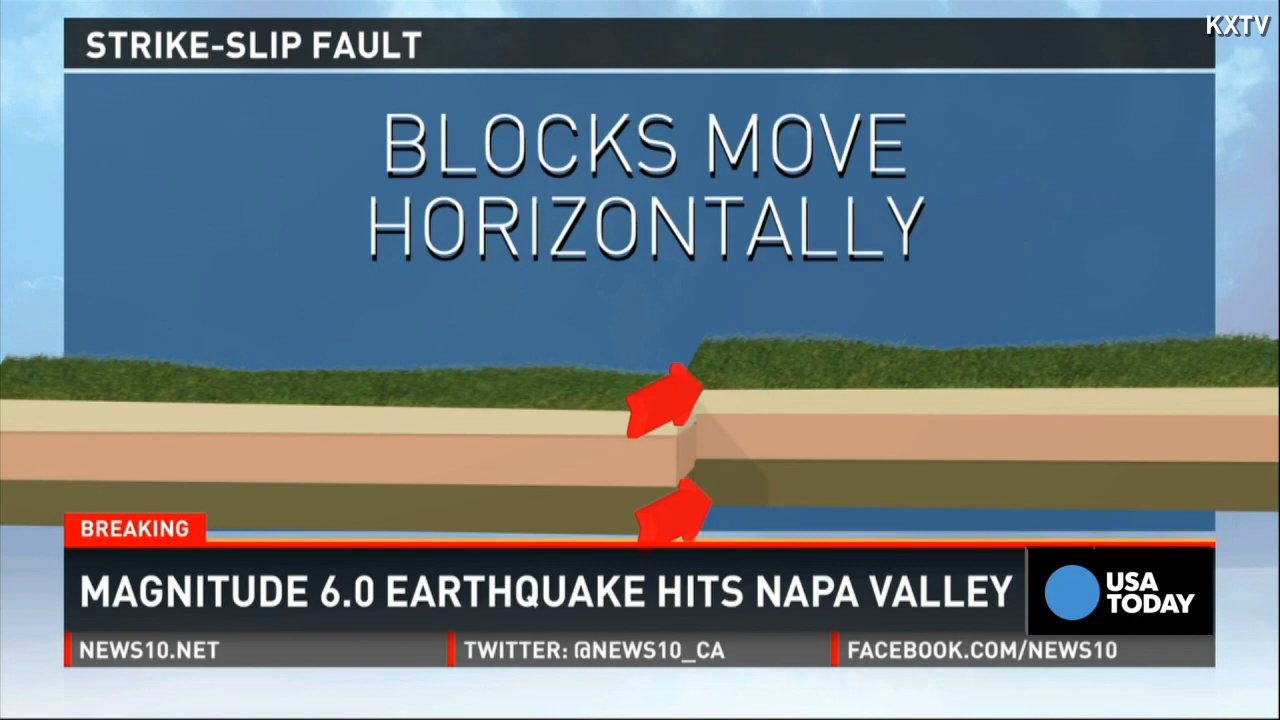 KXTV
STRIKE-SLIP FAULT
BLOCKS MOVE
HORIZONTALLY
BREAKING
MAGNITUDE 6.0 EARTHQUAKE HITS NAPA VALLEY
USA
TODAY
NEWS10.NET
TWITTER: @NEWS10_CA
FACEBOOK.COM/NEWS10